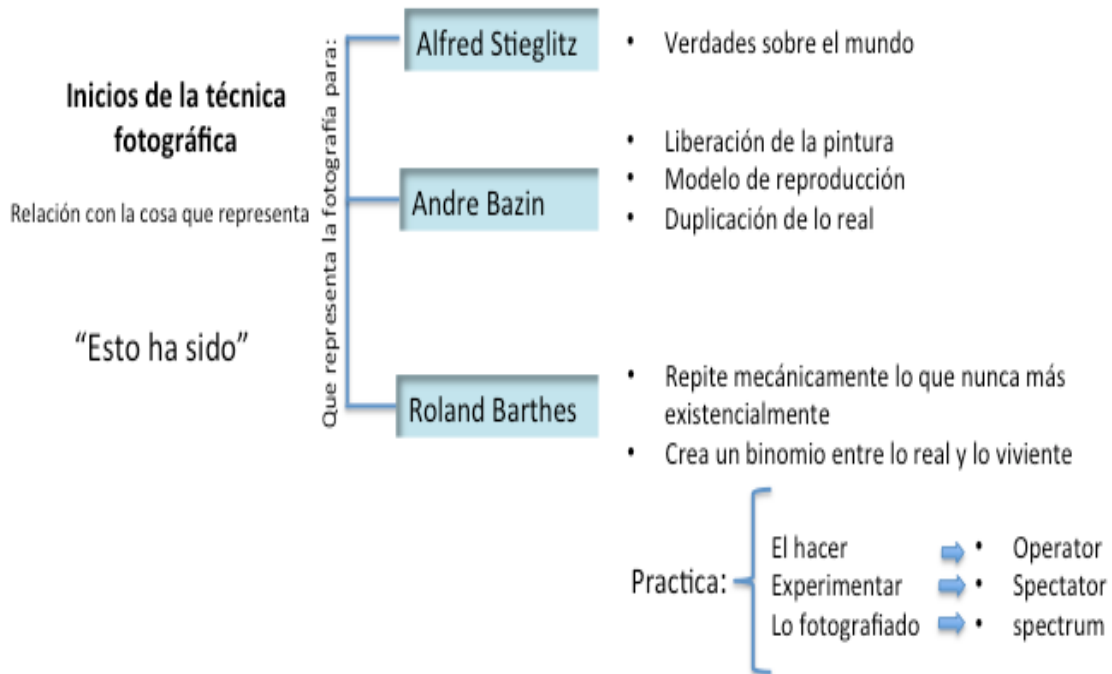 Inicios de la técnica
fotográfica
Relación con la cosa que representa
“Esto ha sido”
Que representa la fotografía para:
Alfred Stieglitz
• Verdades sobre el mundo
Andre Bazin
• Liberación de la pintura
• Modelo de reproducción
• Duplicación de lo real
Roland Barthes
• Repite mecánicamente lo que nunca más
existencialmente
• Crea un binomio entre lo real y lo viviente
Practica:
El hacer • Operator
Experimentar • Spectator
Lo fotografiado • spectrum